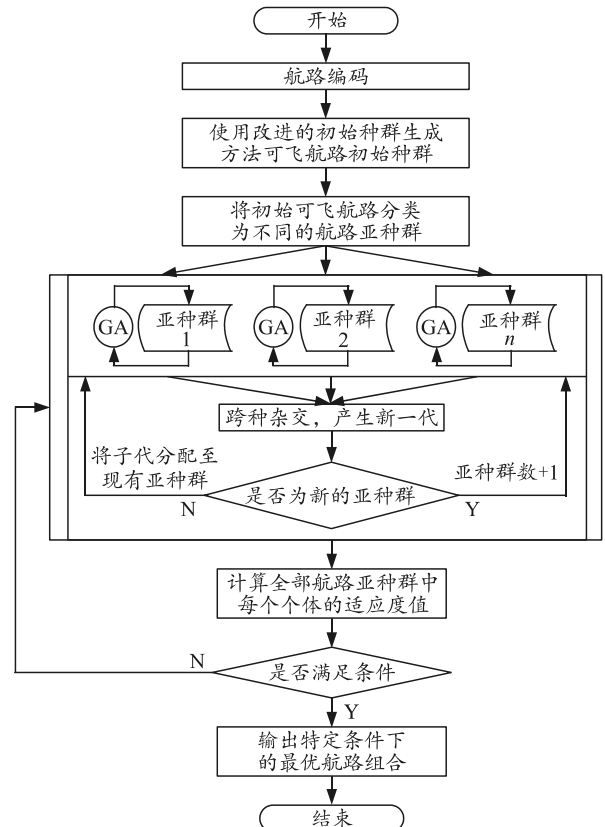 开始
航路编码
使用改进的初始种群生成
方法可飞航路初始种群
将初始可飞航路分类
为不同的航路亚种群
GA
亚种群
1
GA
亚种群
2
GA
亚种群
n
跨种杂交，产生新一代
将子代分配至
现有亚种群
亚种群数+1
是否为新的亚种群
N
Y
计算全部航路亚种群中
每个个体的适应度值
N
是否满足条件
Y
输出特定条件下
的最优航路组合
结束